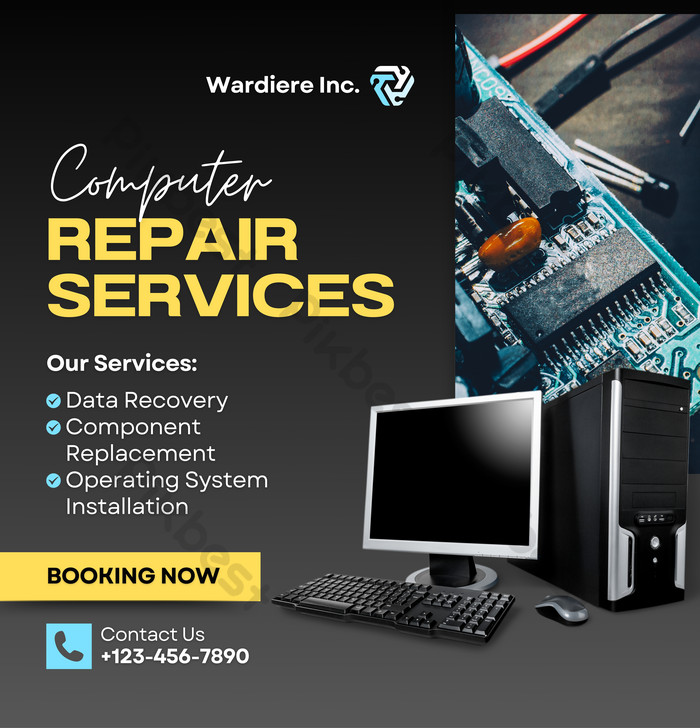 Wardiere Inc.
Computer
REPAIR
SERVICES
Our Services:
Data Recovery
Component
Replacement
Operating System
Installation
BOOKING NOW
Contact Us
+123-456-7890